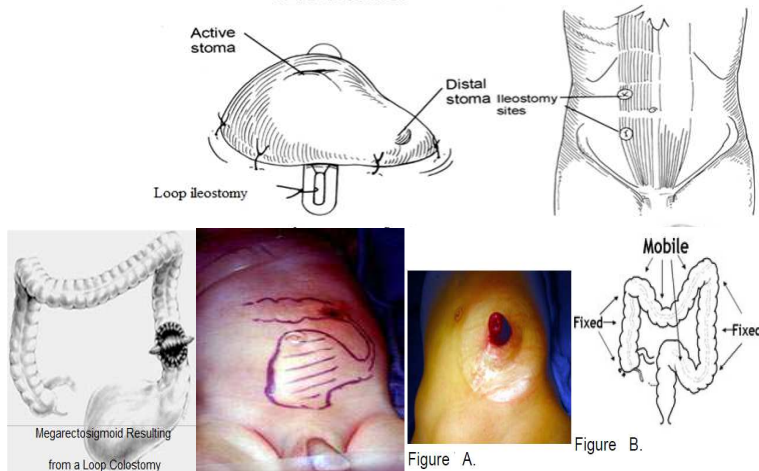 Active
stoma
Distal
stoma
Ileostomy
sites
Loop ileostomy
Mobile
Fixed
Fixed
Megarectosigmoid Resulting
from a Loop Colostomy
Figure A.
Figure B.